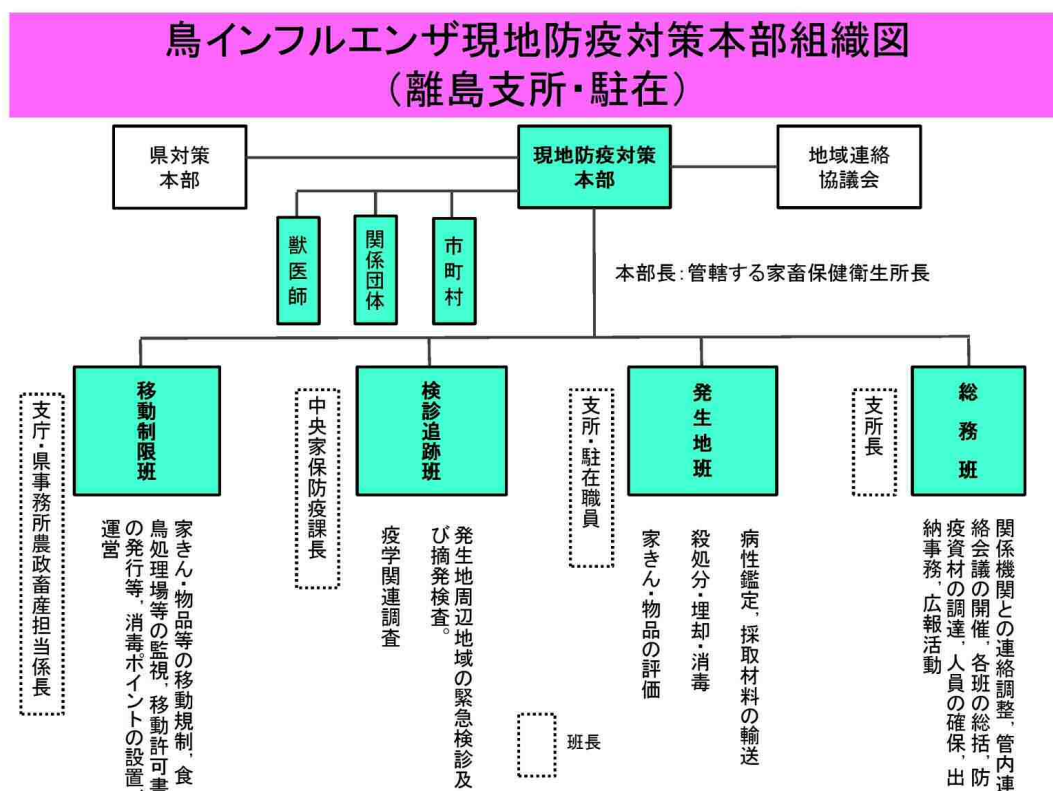 鳥インフルエンザ現地防疫対策本部組織図
（離島支所・駐在）
県対策
本部
現地防疫対策
本部
地域連絡
協議会
獣医師
関係団体
市町村
本部長：管轄する家畜保健衛生所長
総務班
支所長
関係機関との連絡調整，管内連
絡会議の開催，各班の総括，防
疫資材の調達，人員の確保，出
納事務，広報活動
発生地班
支所・駐在職員
病性鑑定，採取材料の輸送
殺処分・埋却・消毒
家きん・物品の評価
検診追跡班
中央家保防疫課長
発生地周辺地域の緊急検診及
び摘発検査。
疫学関連調査
移動制限班
支庁・県事務所農政畜産担当係長
家きん・物品等の移動規制，食
鳥処理場等の監視，移動許可書
の発行等，消毒ポイントの設置，
運営
班長